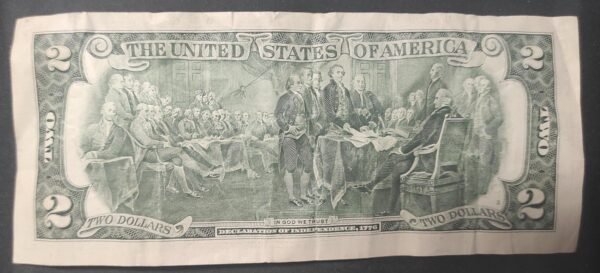 2 THE UNITED STATES OF AMERICA 2
TWO TWO
2 TWO DOLLARS TWO DOLLARS 2
IN GOD WE TRUST
DECLARATION OF INDEPENDENCE, 1776